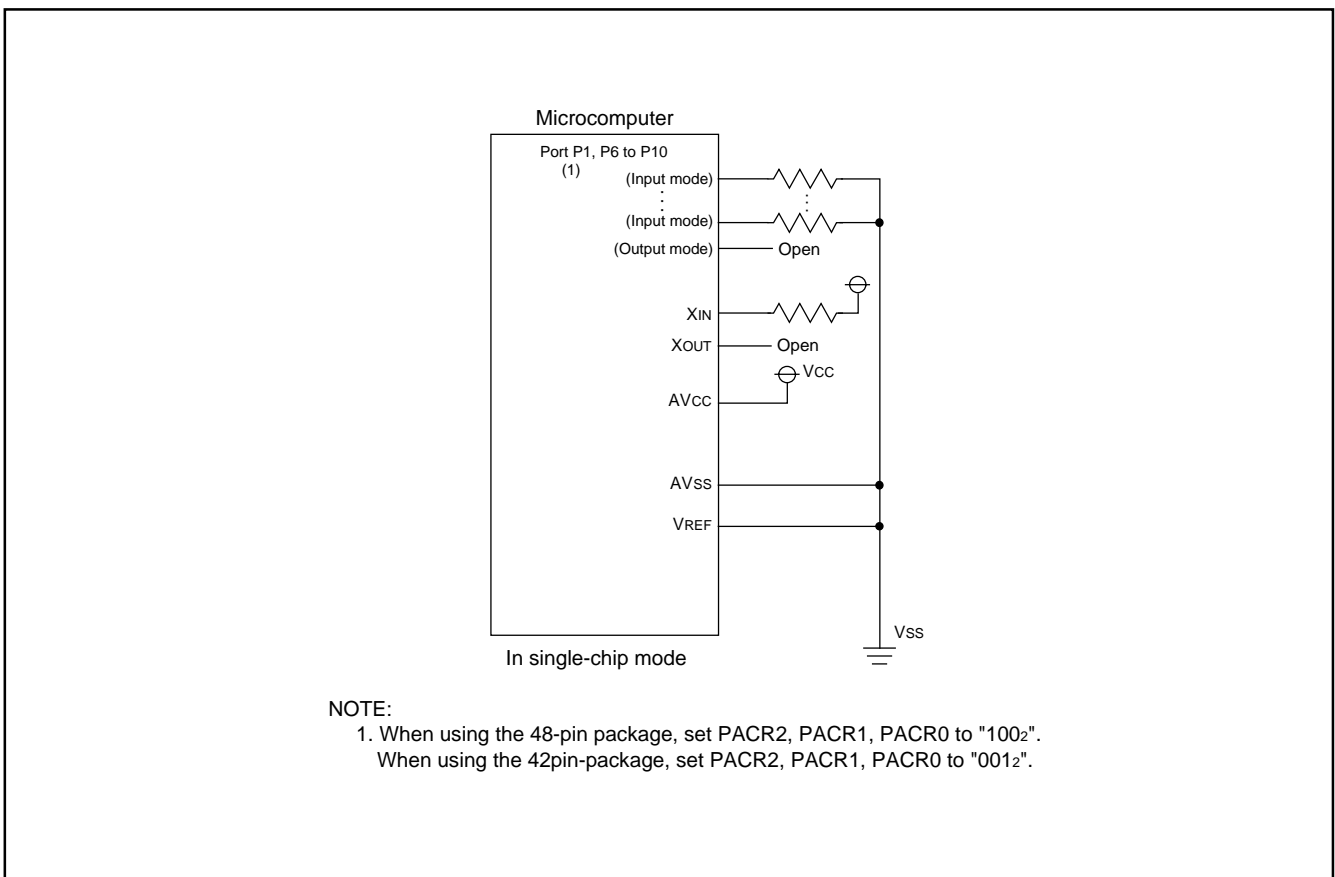 Microcomputer
Port P1, P6 to P10
(1)
(Input mode)
(Input mode)
(Output mode)
Open
XIN
XOUT
Open
VCC
AVCC
AVSS
VREF
VSS
In single-chip mode
NOTE:
1. When using the 48-pin package, set PACR2, PACR1, PACR0 to "100₂".
When using the 42pin-package, set PACR2, PACR1, PACR0 to "001₂".